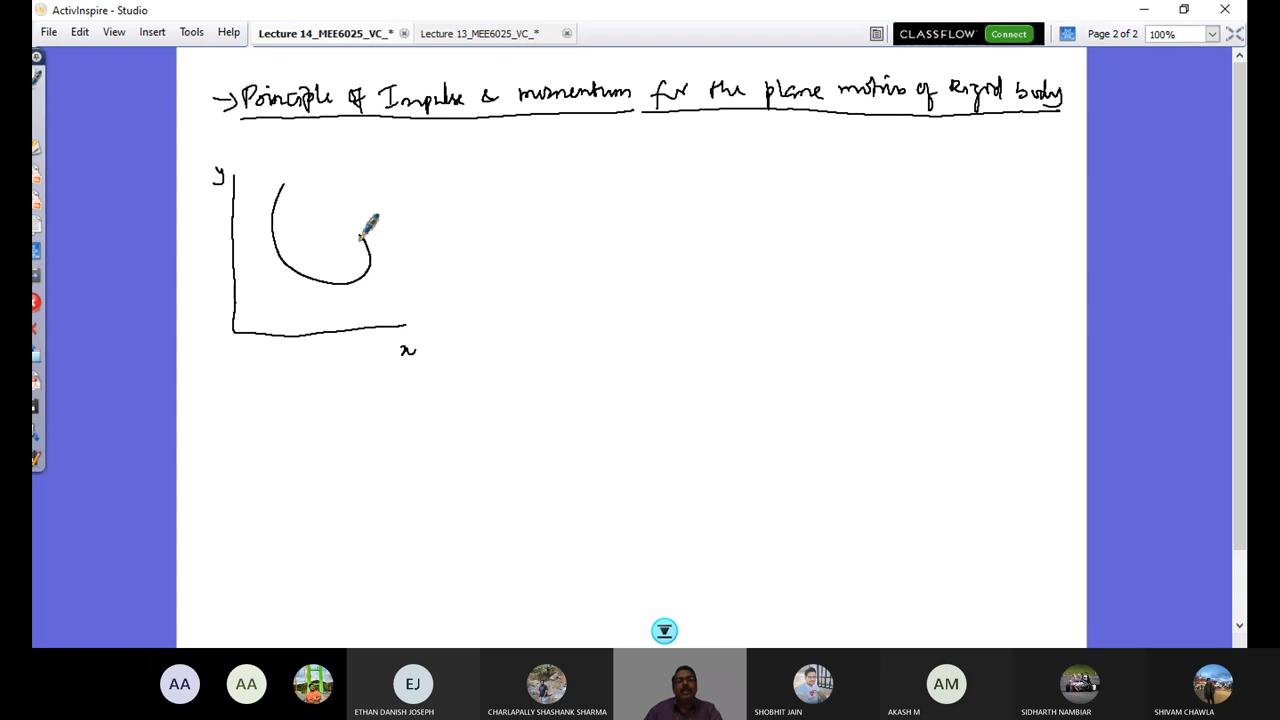 ActivInspire - Studio
File Edit View Insert Tools Help
Lecture 14_MEE6025_VC_* Lecture 13_MEE6025_VC_*
CLASSFLOW Connect
Page 2 of 2 100%
→ Principle of Impulse & momentum for the plane motion of Rigid body
y
x
AA AA EJ AM
ETHAN DANISH JOSEPH CHARLAPALLY SHASHANK SHARMA SHOBHIT JAIN AKASH M SIDHARTH NAMBIAR SHIVAM CHAWLA